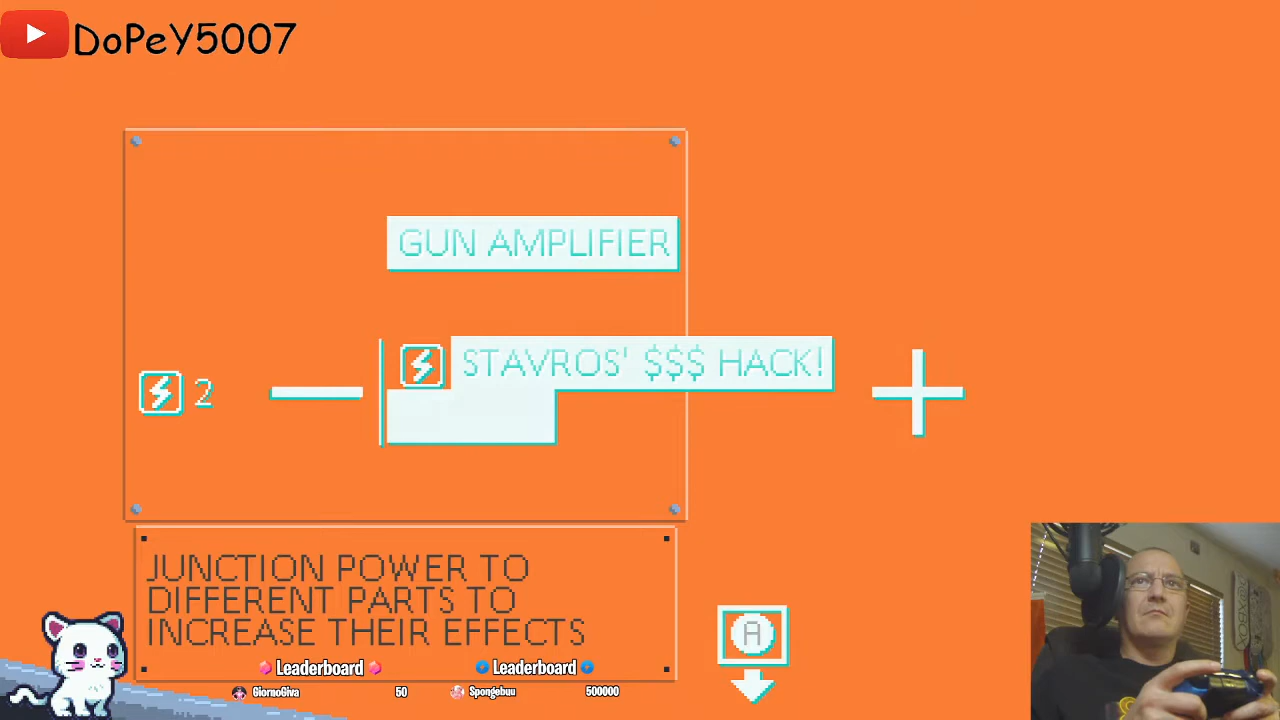 DoPeY5007
GUN AMPLIFIER
STAVROS' $$$ HACK!
2
JUNCTION POWER TO
DIFFERENT PARTS TO
INCREASE THEIR EFFECTS
A
Leaderboard Leaderboard
GiornoGiva 50 Spongebuu 500000